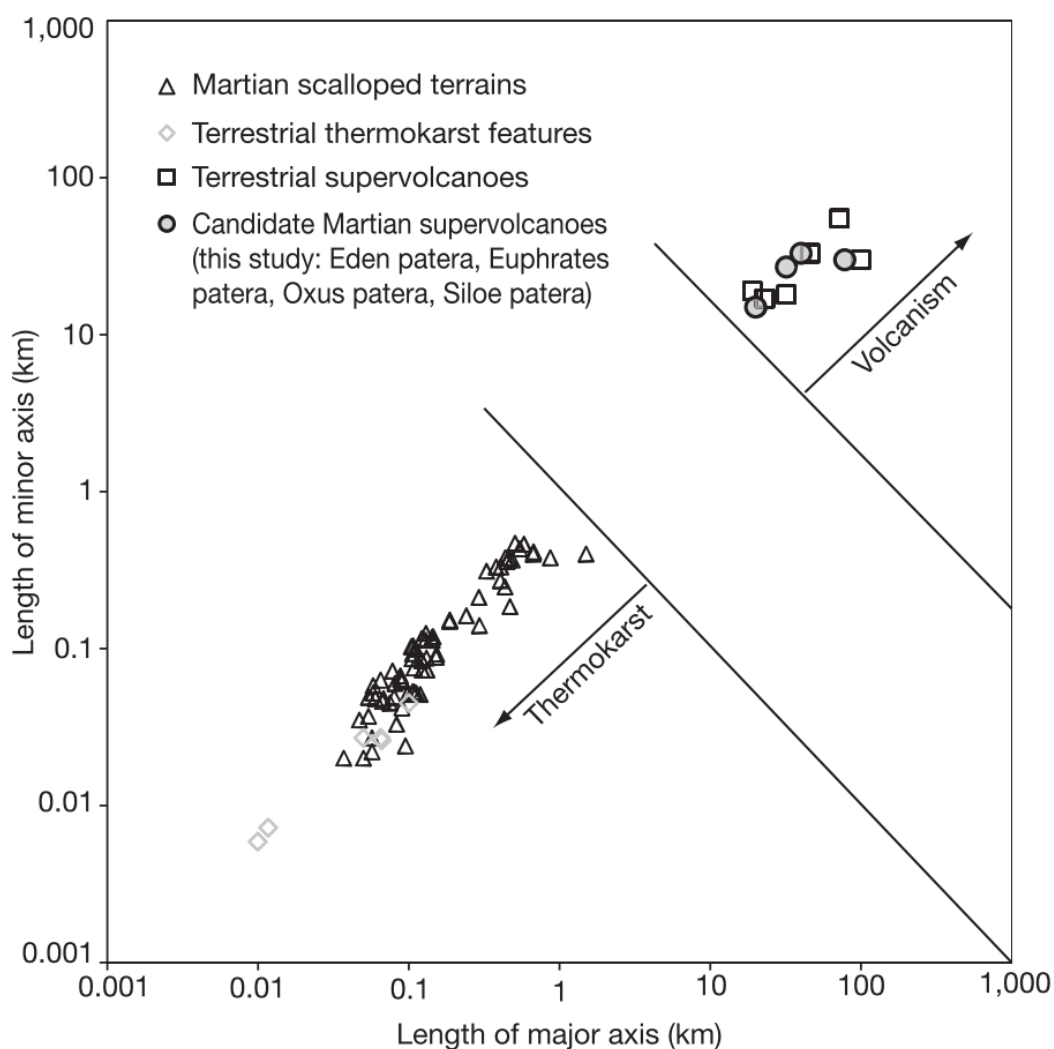 1,000
Martian scalloped terrains
Terrestrial thermokarst features
Terrestrial supervolcanoes
Candidate Martian supervolcanoes
(this study: Eden patera, Euphrates
patera, Oxus patera, Siloe patera)
100
10
1
0.1
0.01
0.001
Length of minor axis (km)
Volcanism
Thermokarst
0.001
0.01
0.1
1
10
100
1,000
Length of major axis (km)